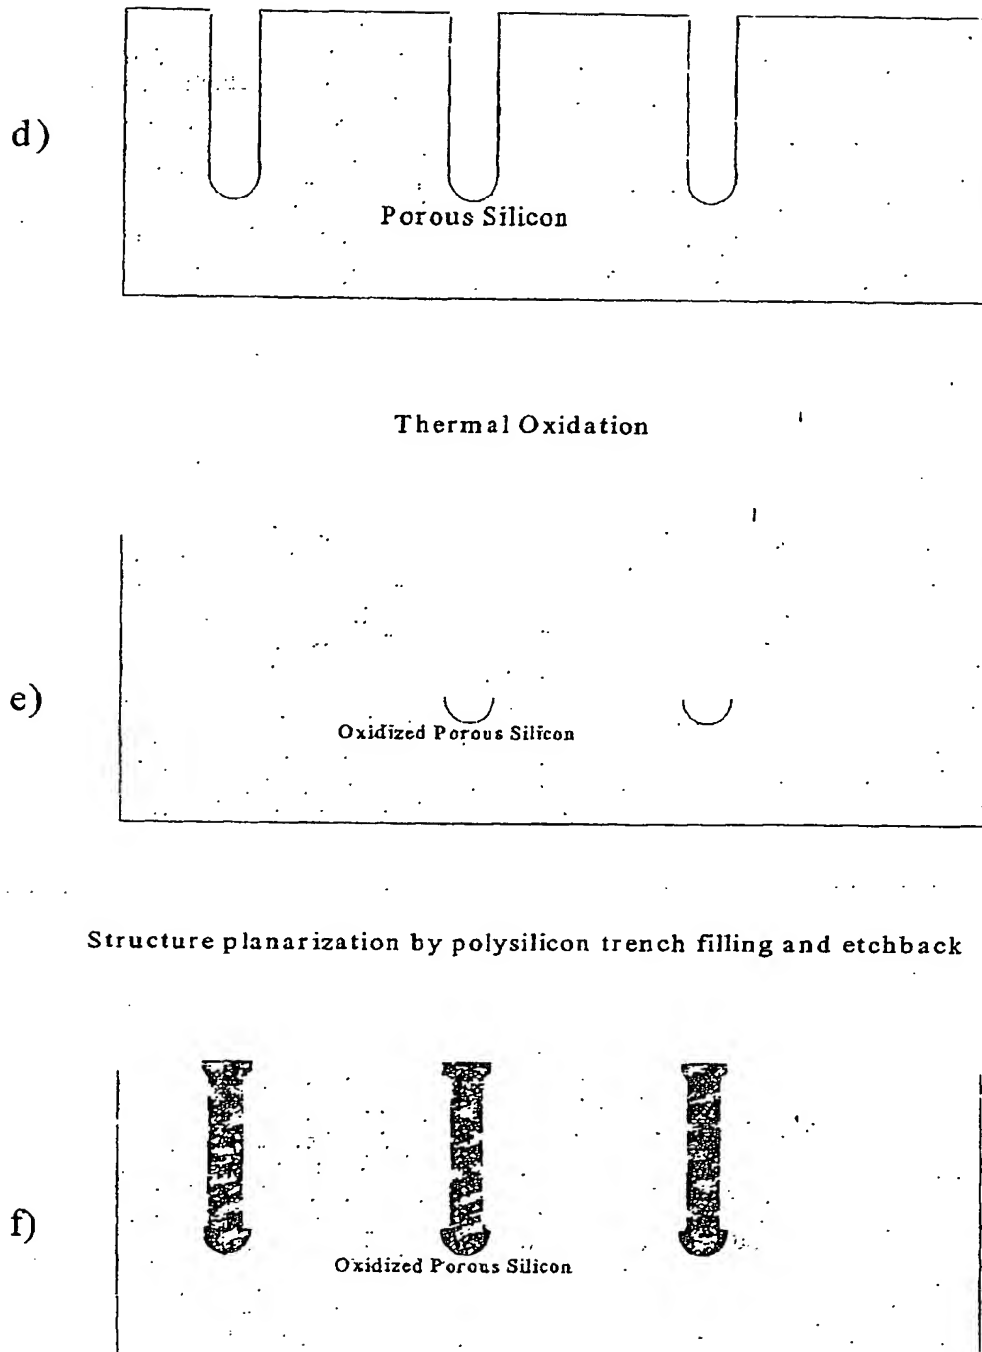 d)
Porous Silicon
Thermal Oxidation
e)
Oxidized Porous Silicon
Structure planarization by polysilicon trench filling and etchback
f)
Oxidized Porous Silicon